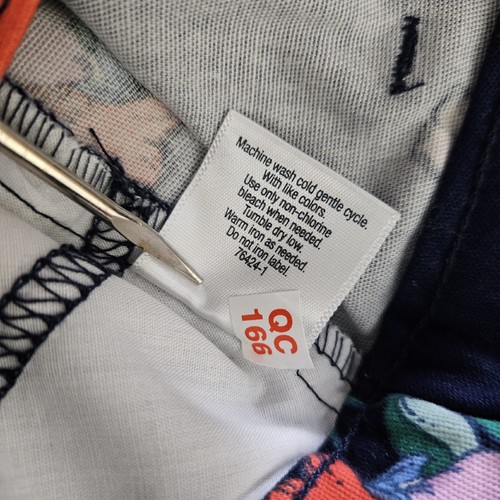 Machine wash cold gentle cycle.
With like colors.
Use only non-chlorine
bleach when needed.
Tumble dry low.
Warm iron as needed.
Do not iron label.
76424-1
QC
166